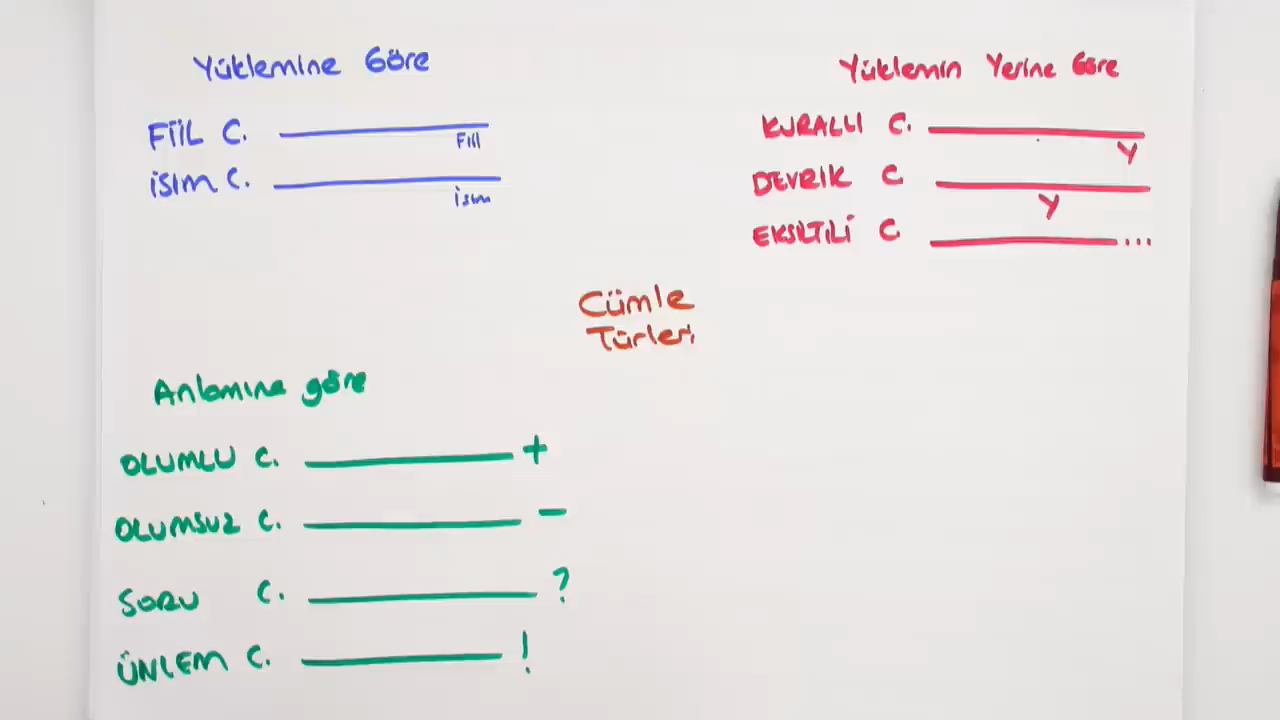 Yüklemine Göre
FİİL C. Fiil
İSİM C. İsim
Yüklemin Yerine Göre
KURALLI C. Y
DEVRİK C Y
EKSİLTİLİ C ...
Cümle
Türleri
Anlamına göre
OLUMLU C. +
OLUMSUZ C. -
SORU C. ?
ÜNLEM C. !